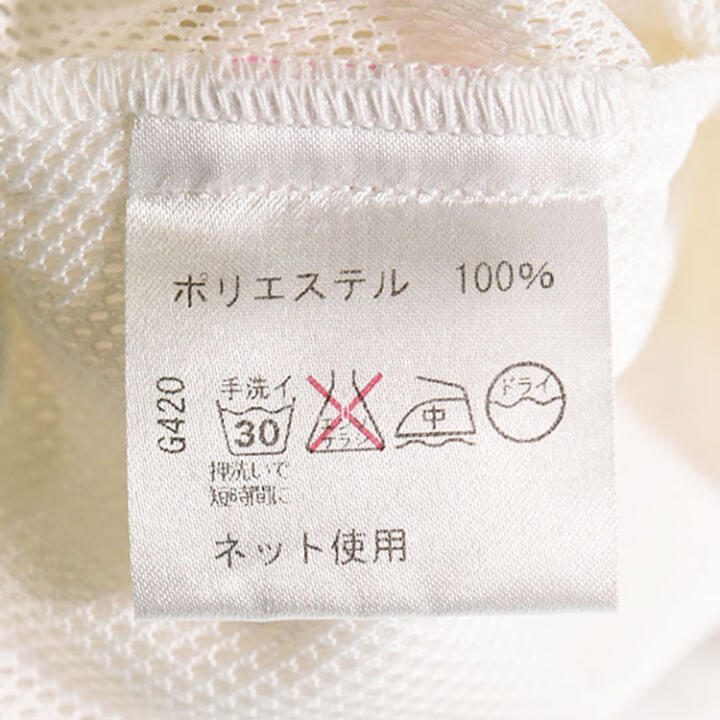 ポリエステル 100%
G420
手洗イ
30
エンソ
サラシ
中
ドライ
押洗いで
短時間に
ネット使用